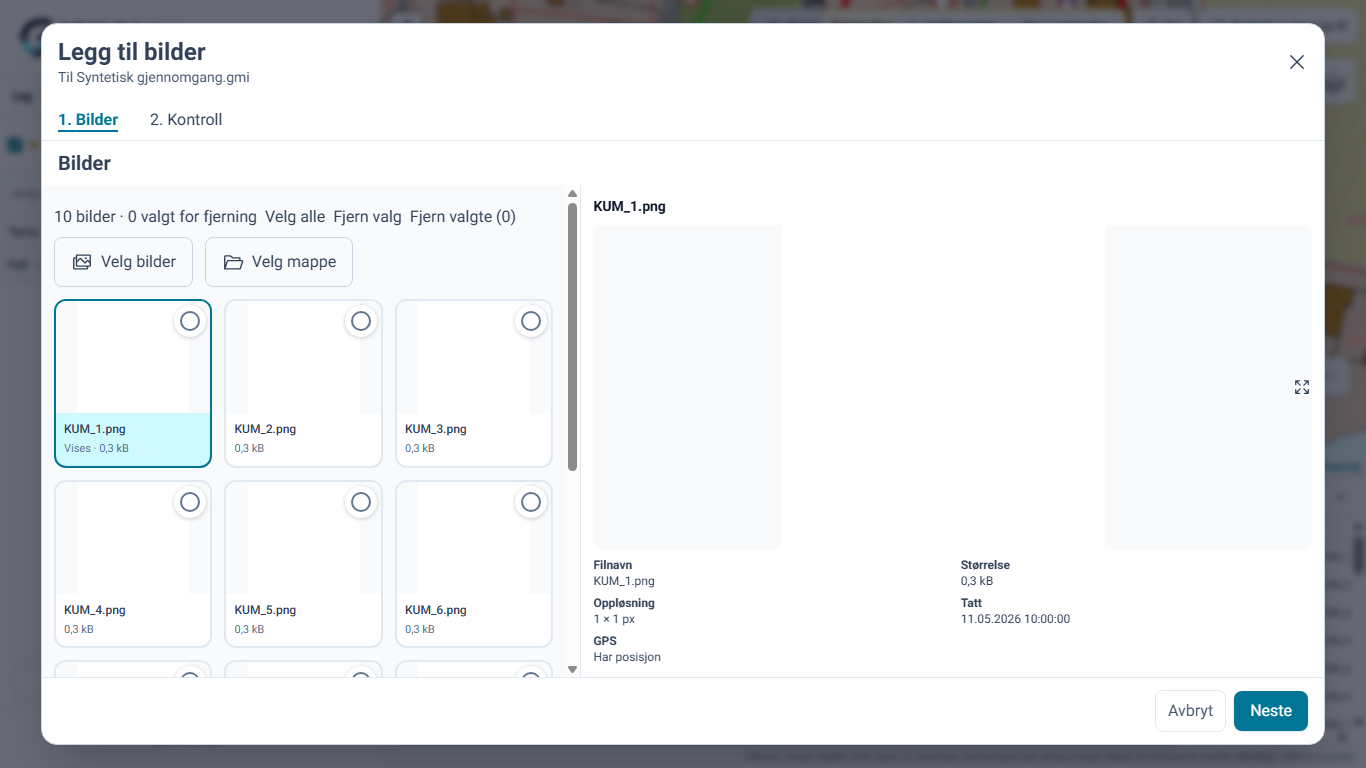 Legg til bilder
Til Syntetisk gjennomgang.gmi
1. Bilder
2. Kontroll
Bilder
10 bilder · 0 valgt for fjerning Velg alle Fjern valg Fjern valgte (0)
Velg bilder
Velg mappe
KUM_1.png
Vises · 0,3 kB
KUM_2.png
0,3 kB
KUM_3.png
0,3 kB
KUM_4.png
0,3 kB
KUM_5.png
0,3 kB
KUM_6.png
0,3 kB
KUM_1.png
Filnavn
KUM_1.png
Størrelse
0,3 kB
Oppløsning
1 × 1 px
Tatt
11.05.2026 10:00:00
GPS
Har posisjon
Avbryt
Neste